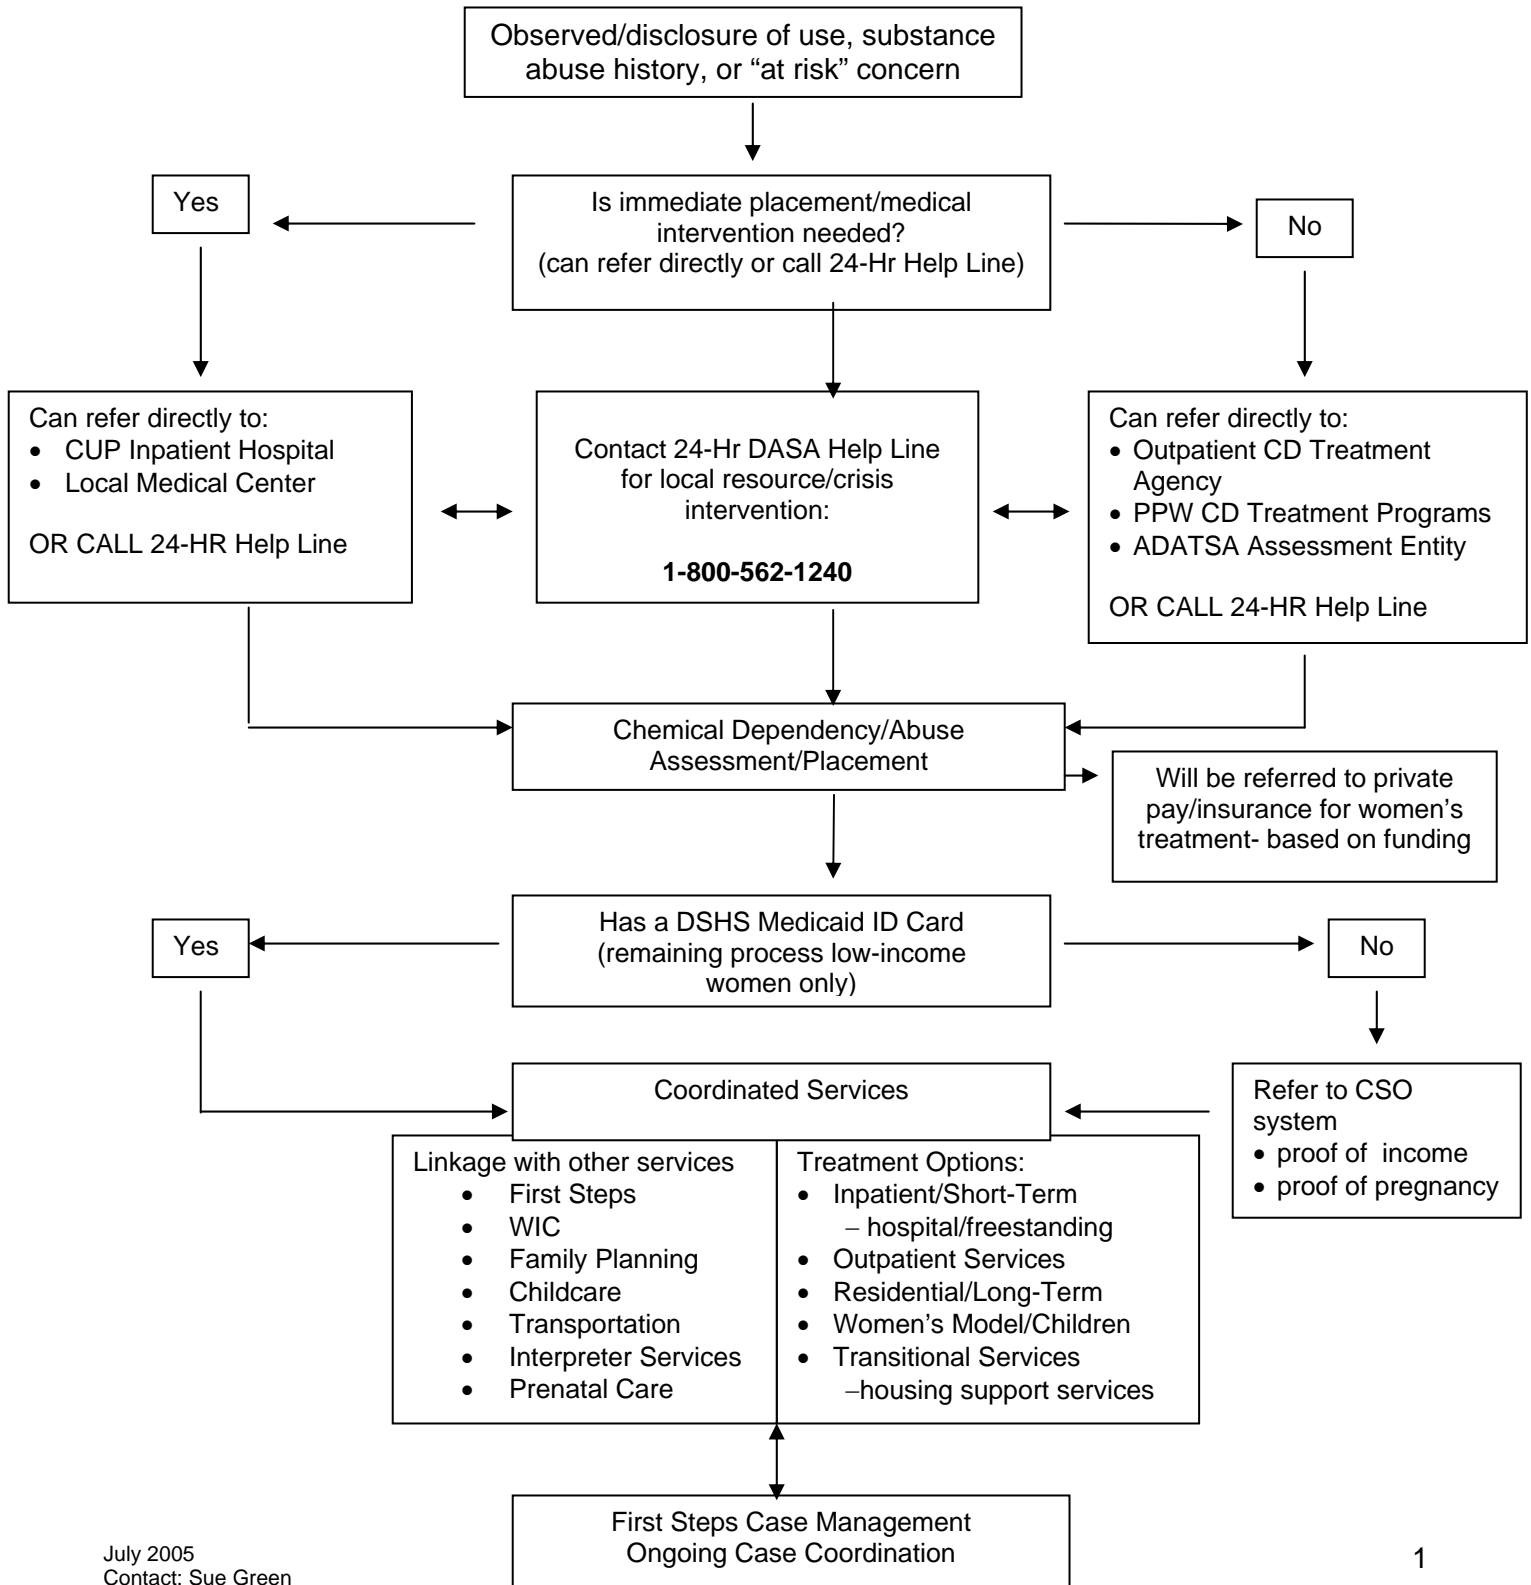 Observed/disclosure of use, substance
abuse history, or “at risk” concern
Yes
Is immediate placement/medical
intervention needed?
(can refer directly or call 24-Hr Help Line)
No
Can refer directly to:
• CUP Inpatient Hospital
• Local Medical Center
OR CALL 24-HR Help Line
Contact 24-Hr DASA Help Line
for local resource/crisis
intervention:
1-800-562-1240
Can refer directly to:
• Outpatient CD Treatment
Agency
• PPW CD Treatment Programs
• ADATSA Assessment Entity
OR CALL 24-HR Help Line
Chemical Dependency/Abuse
Assessment/Placement
Will be referred to private
pay/insurance for women’s
treatment- based on funding
Yes
Has a DSHS Medicaid ID Card
(remaining process low-income
women only)
No
Coordinated Services
Refer to CSO
system
• proof of income
• proof of pregnancy
Linkage with other services
• First Steps
• WIC
• Family Planning
• Childcare
• Transportation
• Interpreter Services
• Prenatal Care
Treatment Options:
• Inpatient/Short-Term
– hospital/freestanding
• Outpatient Services
• Residential/Long-Term
• Women’s Model/Children
• Transitional Services
–housing support services
First Steps Case Management
Ongoing Case Coordination
July 2005
Contact: Sue Green
1